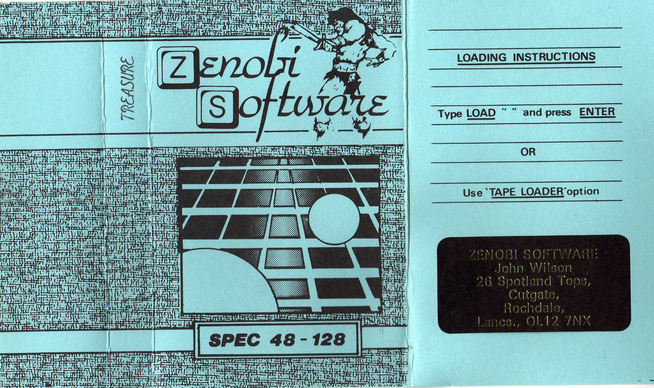 TREASURE
Zenobi
Software
SPEC 48 - 128
LOADING INSTRUCTIONS
Type LOAD " " and press ENTER
OR
Use 'TAPE LOADER' option
ZENOBI SOFTWARE
John Wilson
26 Spotland Tops,
Cutgate,
Rochdale,
Lancs., OL12 7NX